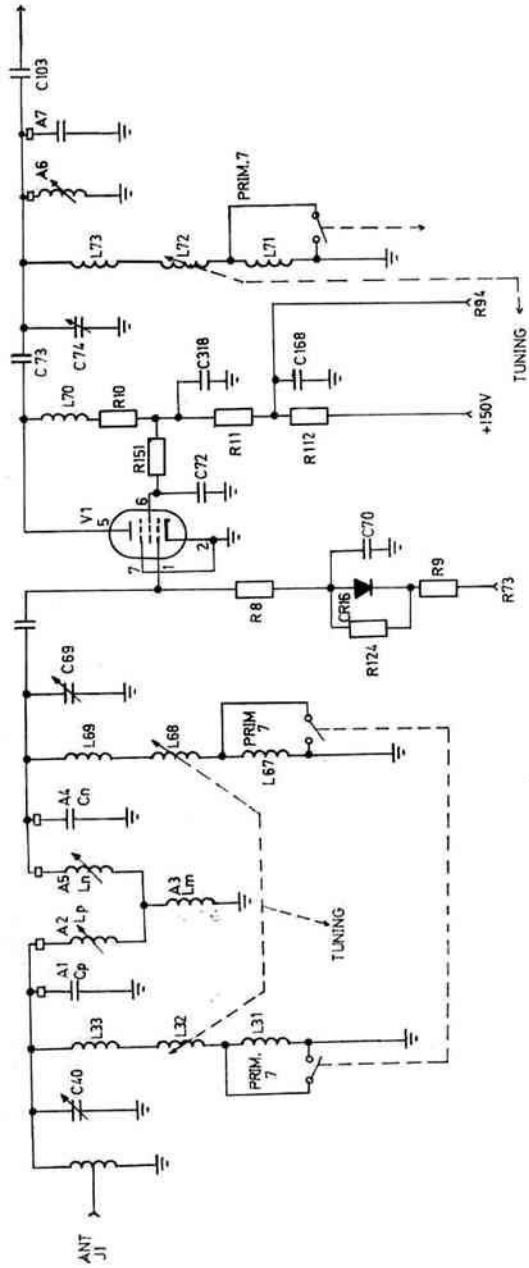 ANT
J1
C40
L33
L32
L31
PRIM.
7
A1
Cp
A2
Lp
A3
Lm
A5
Ln
A4
Cn
TUNING
L69
L68
PRIM
7
L67
C69
R8
CR16
C70
R124
R9
R73
V1
5
6
7
1
2
R151
C72
L70
R10
C318
R11
C168
R112
+150V
R94
C73
C74
L73
L72
L71
PRIM.7
TUNING
A6
A7
C103